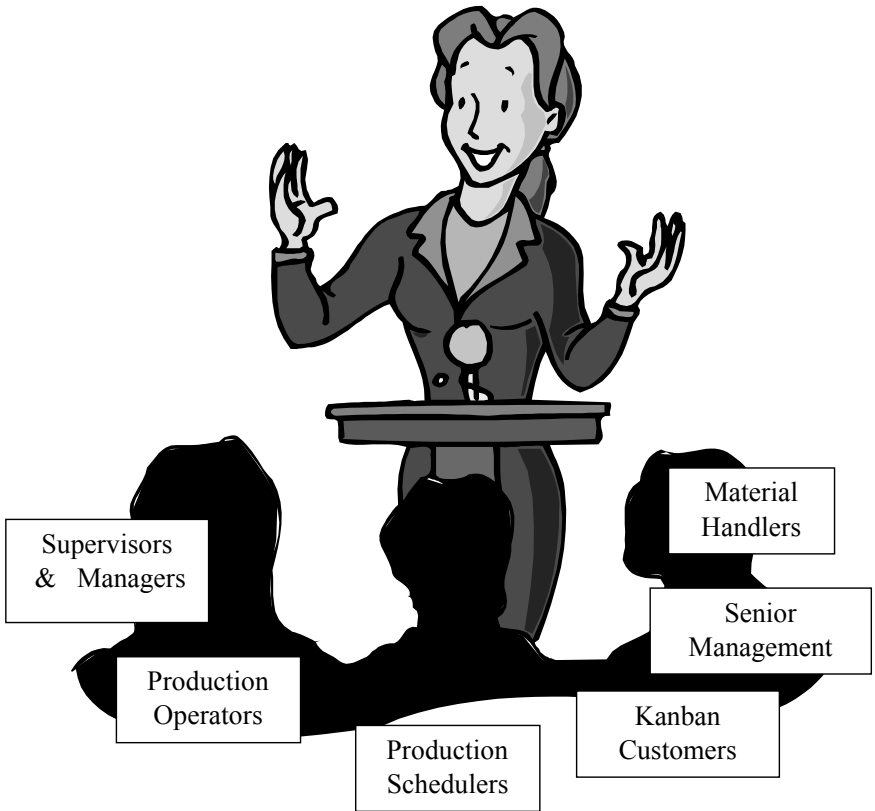 Material
Handlers
Supervisors
& Managers
Senior
Management
Production
Operators
Kanban
Customers
Production
Schedulers